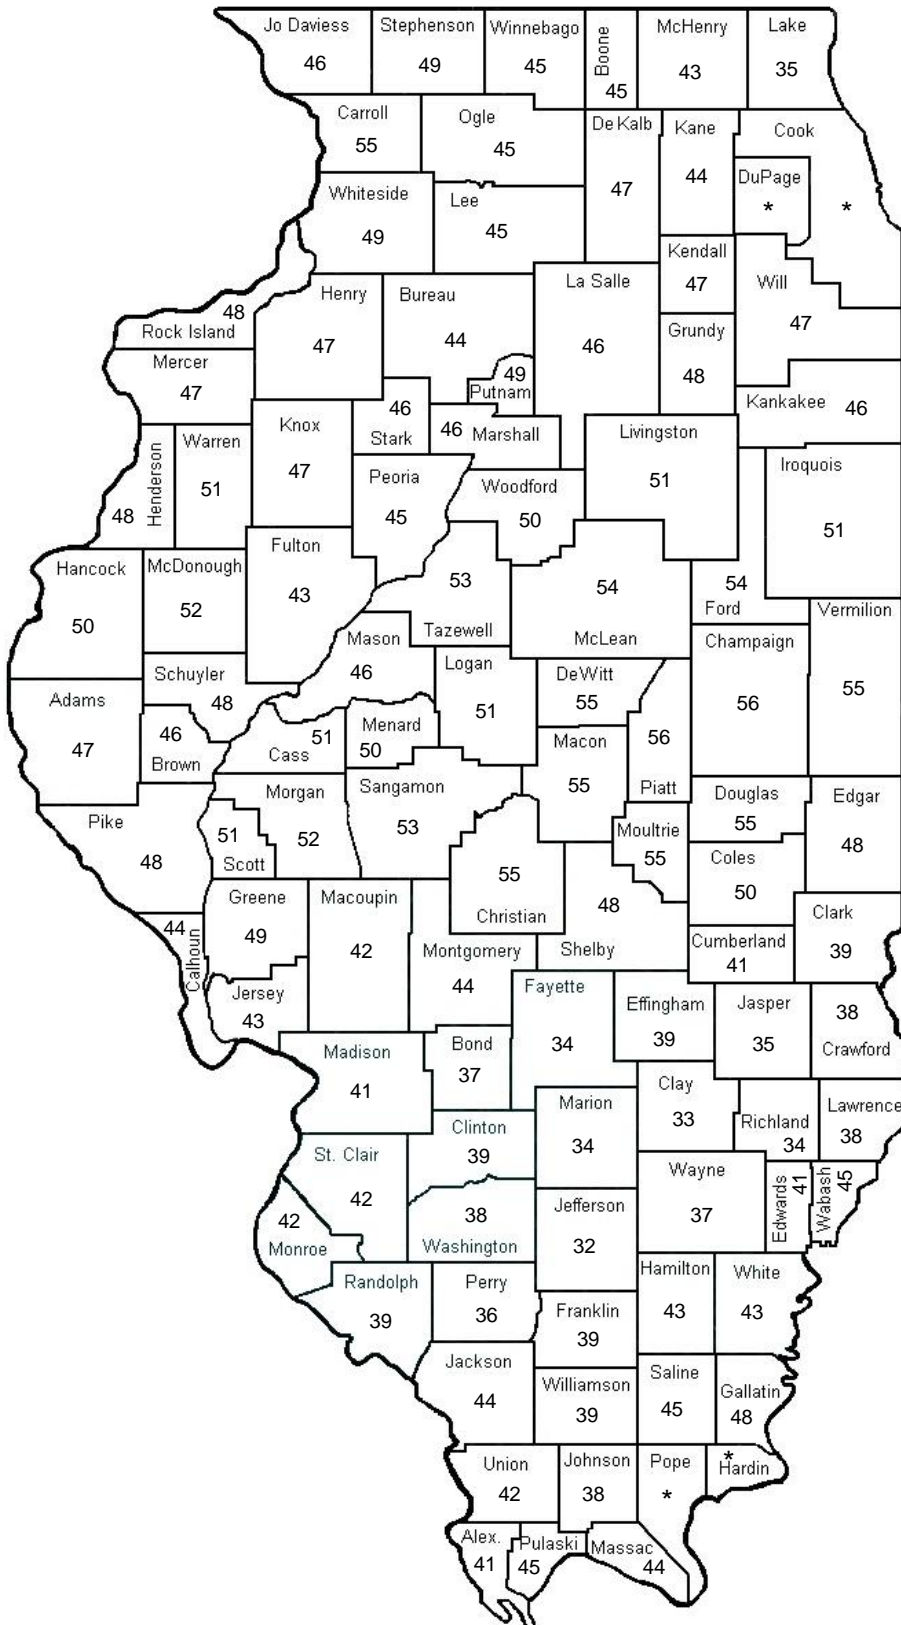 Jo Daviess
46
Stephenson
49
Winnebago
45
Boone
45
McHenry
43
Lake
35
Carroll
55
Ogle
45
De Kalb
47
Kane
44
Cook
*
DuPage
*
Whiteside
49
Lee
45
Kendall
47
Will
47
La Salle
46
Rock Island
48
Henry
47
Bureau
44
Grundy
48
Putnam
49
Mercer
47
Kankakee
46
Stark
46
Marshall
46
Knox
47
Warren
51
Henderson
48
Livingston
51
Peoria
45
Woodford
50
Iroquois
51
Hancock
50
McDonough
52
Fulton
43
Tazewell
53
McLean
54
Ford
54
Vermilion
55
Mason
46
Champaign
56
Schuyler
48
Logan
51
DeWitt
55
Adams
47
Brown
46
Cass
51
Menard
50
Macon
55
Piatt
56
Pike
48
Scott
51
Morgan
52
Sangamon
53
Douglas
55
Edgar
48
Moultrie
55
Coles
50
Christian
55
Shelby
48
Greene
49
Macoupin
42
Clark
39
Calhoun
44
Montgomery
44
Cumberland
41
Jersey
43
Fayette
34
Effingham
39
Jasper
35
Crawford
38
Madison
41
Bond
37
Clay
33
Marion
34
Richland
34
Lawrence
38
Clinton
39
St. Clair
42
Wayne
37
Edwards
41
Wabash
45
Monroe
42
Washington
38
Jefferson
32
Randolph
39
Perry
36
Hamilton
43
White
43
Franklin
39
Jackson
44
Williamson
39
Saline
45
Gallatin
48
Union
42
Johnson
38
Pope
*
Hardin
*
Alex.
41
Pulaski
45
Massac
44